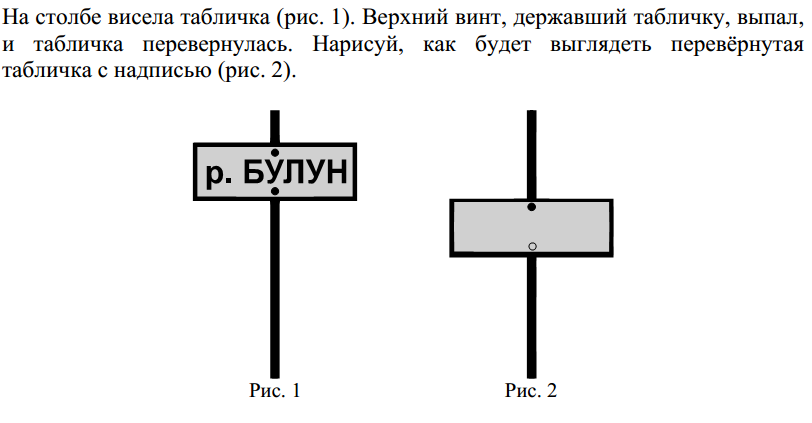 На столбе висела табличка (рис. 1). Верхний винт, державший табличку, выпал,
и табличка перевернулась. Нарисуй, как будет выглядеть перевёрнутая
табличка с надписью (рис. 2).
р. БУЛУН
Рис. 1
Рис. 2